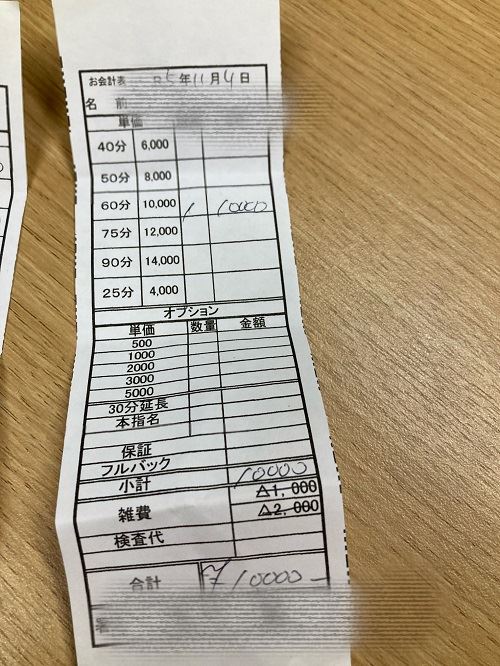 お会計表 R5年11月4日
名 前
単価
40分 6,000
50分 8,000
60分 10,000 1 10000
75分 12,000
90分 14,000
25分 4,000
オプション
単価 数量 金額
500
1000
2000
3000
5000
30分延長
本指名
保証
フルバック
小計 10000
雑費 △1,000
△2,000
検査代
合計 ¥10000-